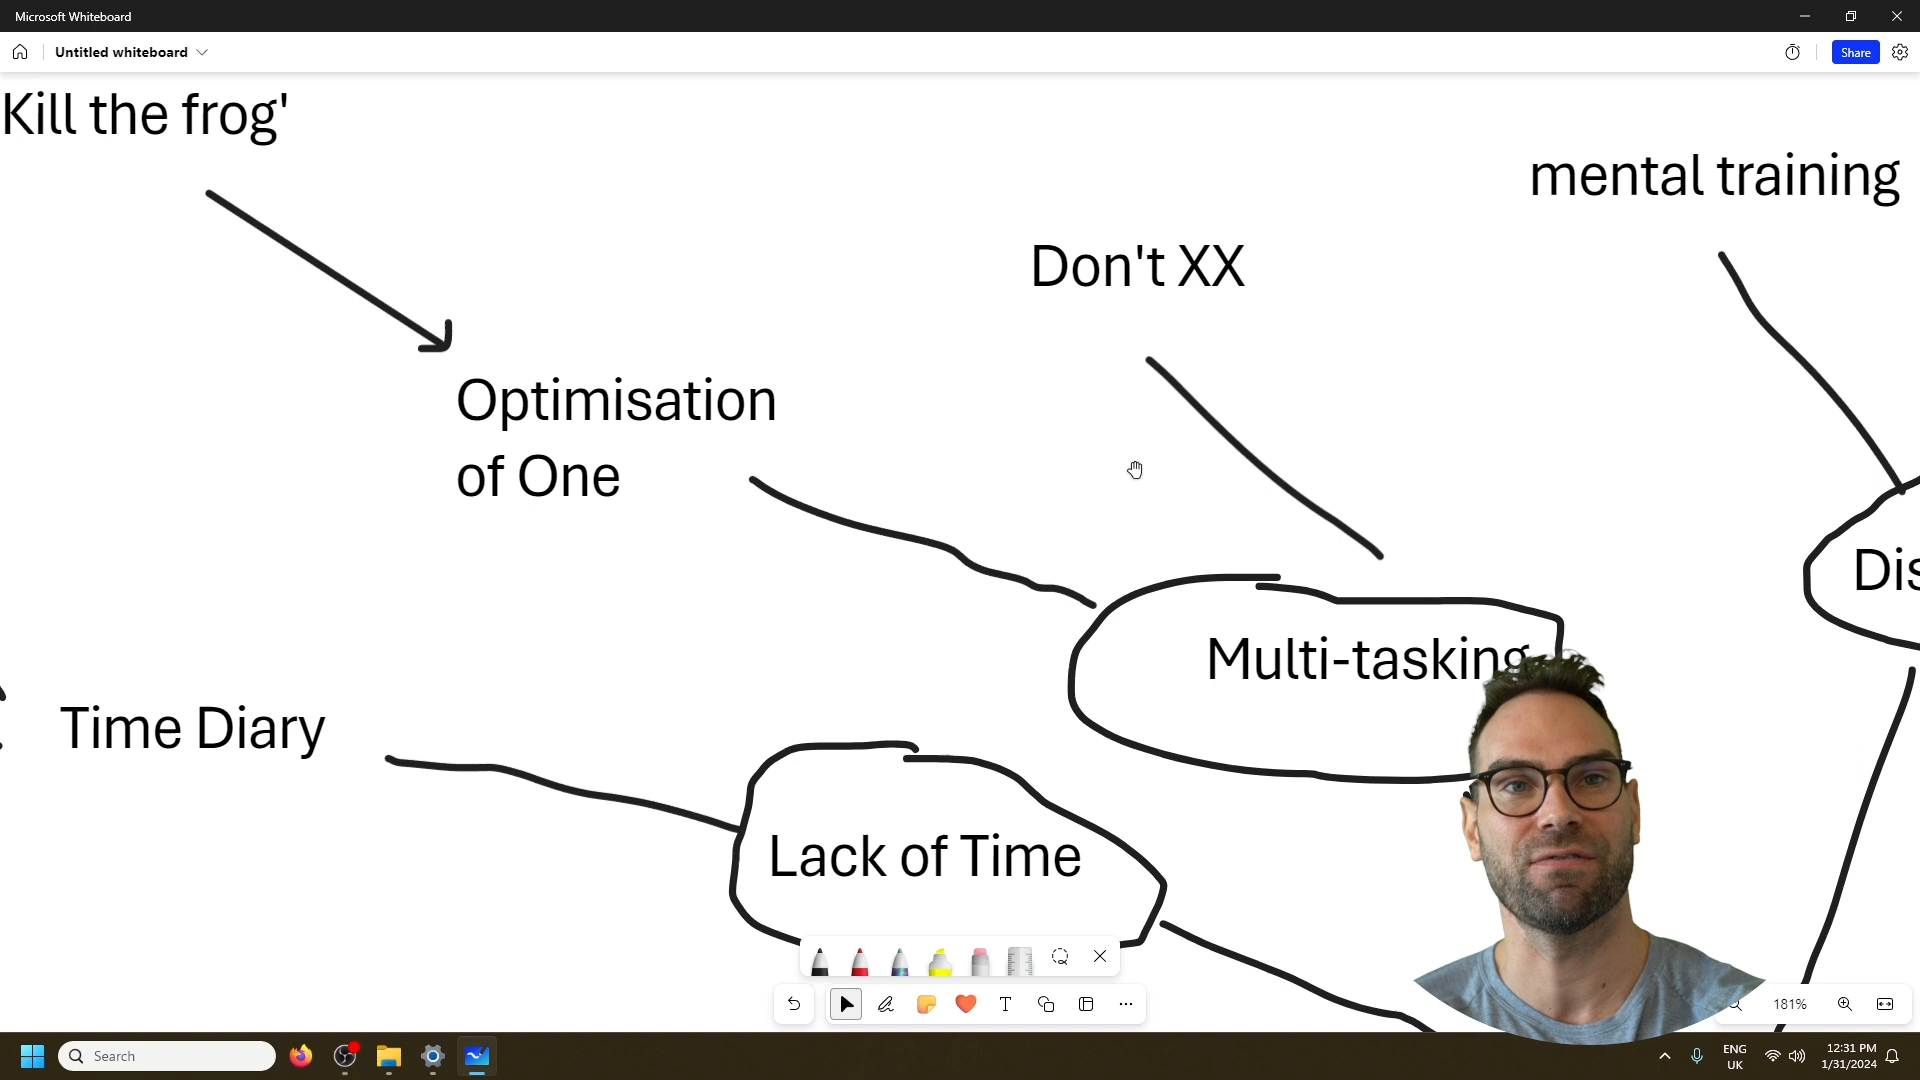 Microsoft Whiteboard
Untitled whiteboard
Share
Kill the frog'
mental training
Don't XX
Optimisation
of One
Dis
Multi-tasking
Time Diary
Lack of Time
T
181%
Search
ENG
UK
12:31 PM
1/31/2024